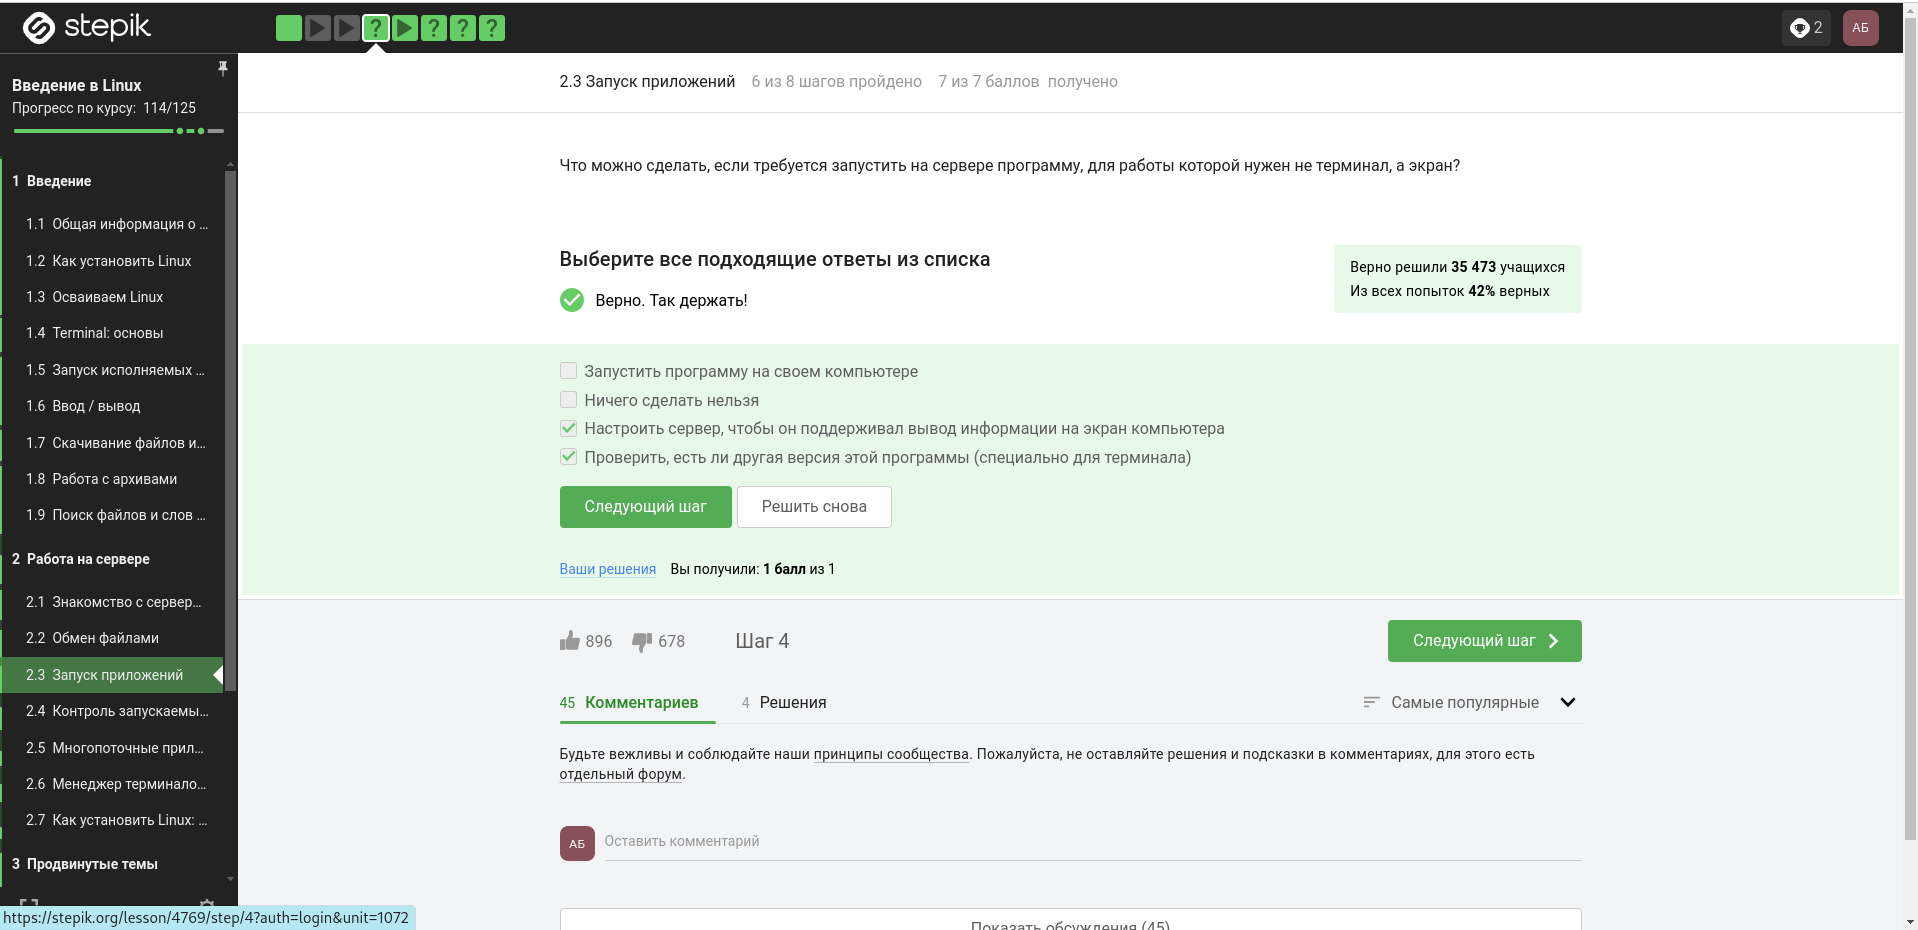 stepik
?
?
?
?
2
АБ
Введение в Linux
Прогресс по курсу: 114/125
2.3 Запуск приложений 6 из 8 шагов пройдено 7 из 7 баллов получено
1 Введение
1.1 Общая информация о ...
1.2 Как установить Linux
1.3 Осваиваем Linux
1.4 Terminal: основы
1.5 Запуск исполняемых ...
1.6 Ввод / вывод
1.7 Скачивание файлов и...
1.8 Работа с архивами
1.9 Поиск файлов и слов ...
2 Работа на сервере
2.1 Знакомство с сервер...
2.2 Обмен файлами
2.3 Запуск приложений
2.4 Контроль запускаемы...
2.5 Многопоточные прил...
2.6 Менеджер терминало...
2.7 Как установить Linux: ...
3 Продвинутые темы
Что можно сделать, если требуется запустить на сервере программу, для работы которой нужен не терминал, а экран?
Выберите все подходящие ответы из списка
Верно. Так держать!
Верно решили 35 473 учащихся
Из всех попыток 42% верных
Запустить программу на своем компьютере
Ничего сделать нельзя
Настроить сервер, чтобы он поддерживал вывод информации на экран компьютера
Проверить, есть ли другая версия этой программы (специально для терминала)
Следующий шаг Решить снова
Ваши решения Вы получили: 1 балл из 1
896 678 Шаг 4 Следующий шаг
45 Комментариев 4 Решения Самые популярные
Будьте вежливы и соблюдайте наши принципы сообщества. Пожалуйста, не оставляйте решения и подсказки в комментариях, для этого есть
отдельный форум.
АБ Оставить комментарий
Показать обсуждения (45)
https://stepik.org/lesson/4769/step/4?auth=login&unit=1072